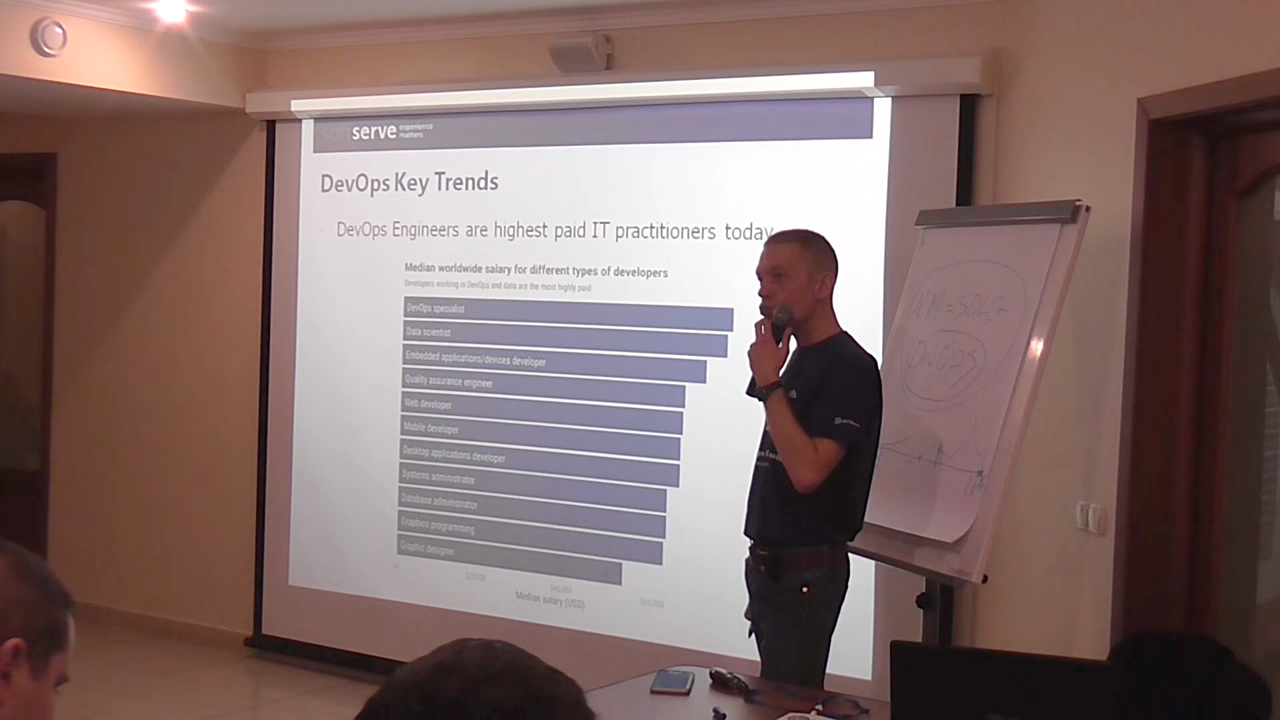 softserve experience matters
DevOps Key Trends
DevOps Engineers are highest paid IT practitioners today
Median worldwide salary for different types of developers
Developers working in DevOps and data are the most highly paid
DevOps specialist
Data scientist
Embedded applications/devices developer
Quality assurance engineer
Web developer
Mobile developer
Desktop applications developer
Systems administrator
Database administrator
Graphics programming
Graphic designer
Median salary (USD)
DevOps